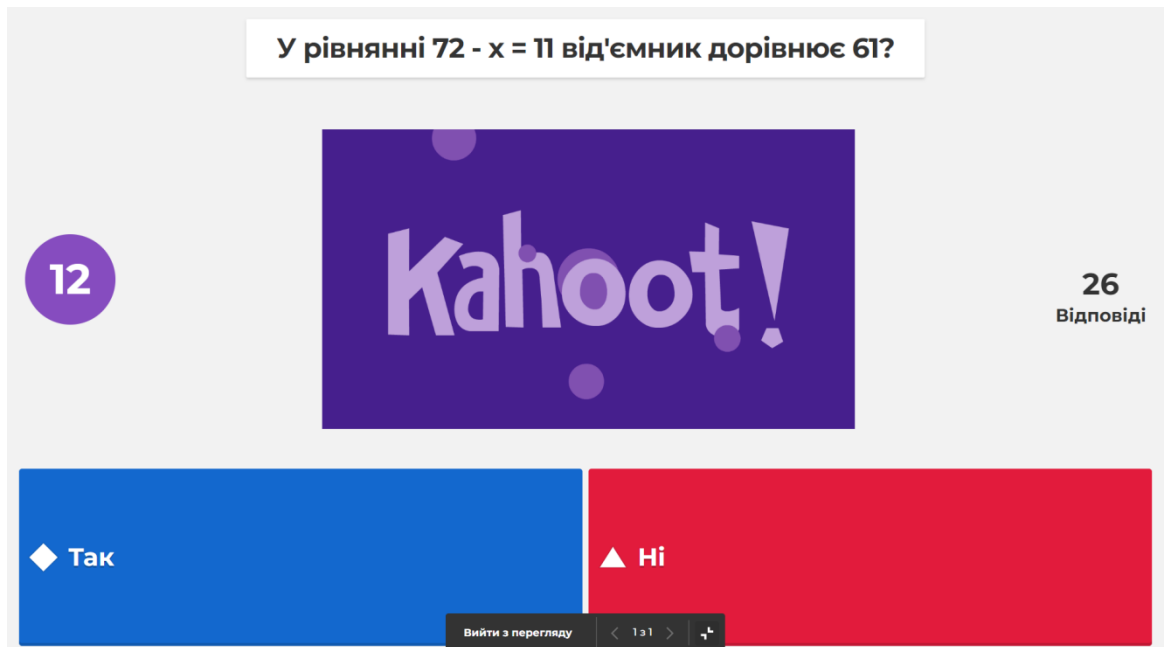 У рівнянні 72 - х = 11 від'ємник дорівнює 61?
Kahoot!
12
26
Відповіді
Так
Ні
Вийти з перегляду
1 з 1